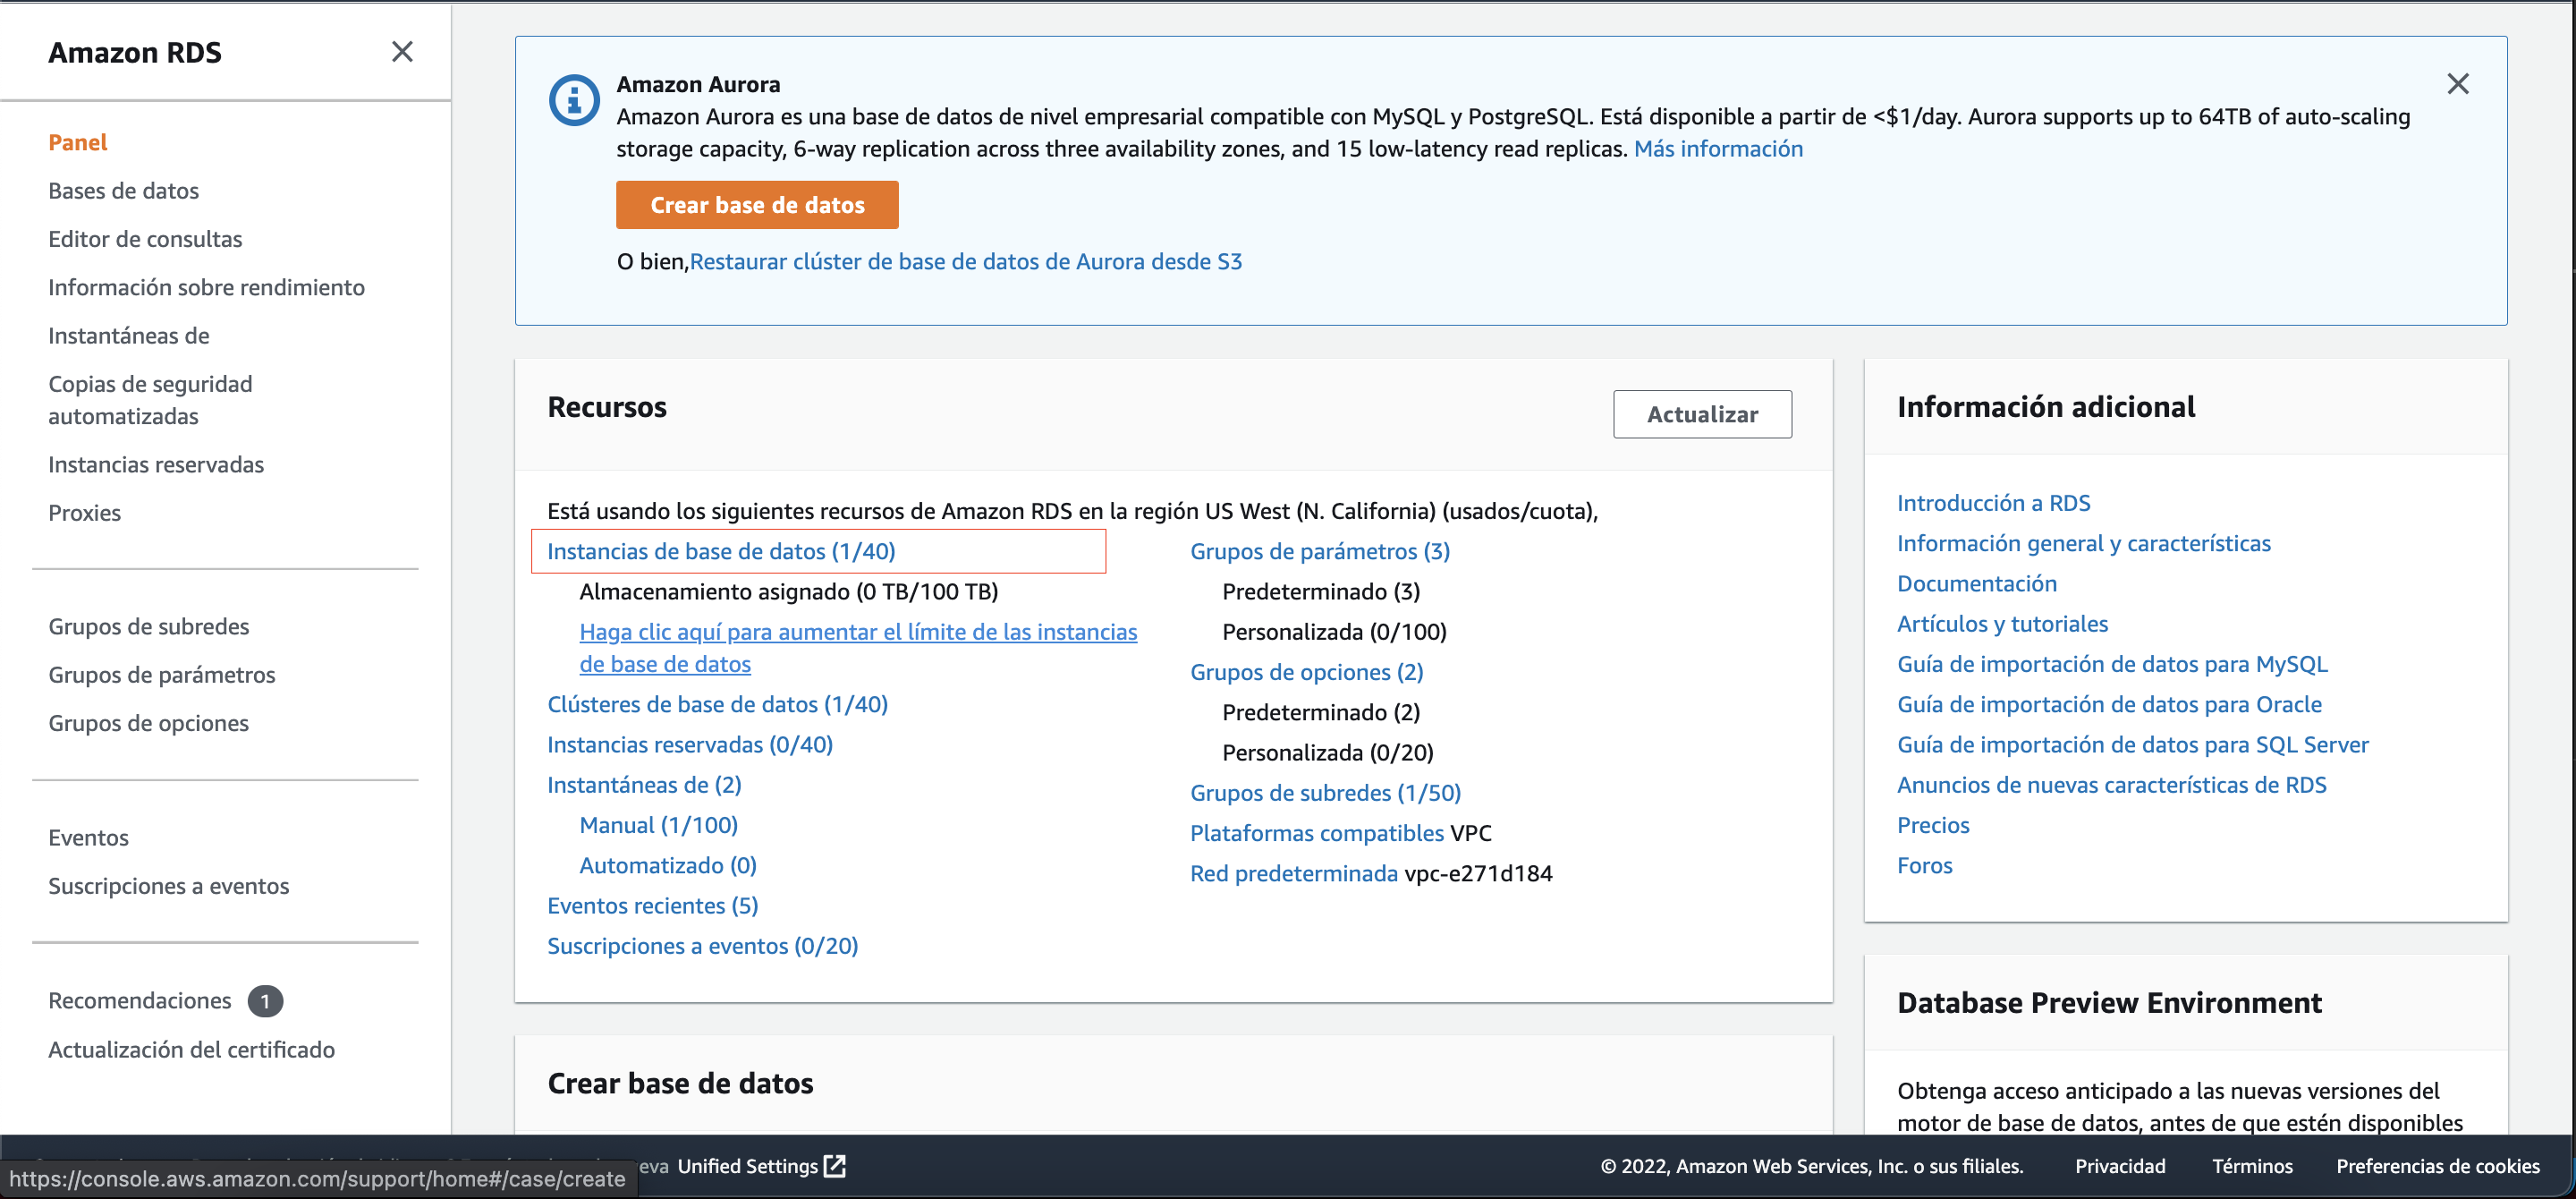 Amazon RDS
Panel
Bases de datos
Editor de consultas
Información sobre rendimiento
Instantáneas de
Copias de seguridad
automatizadas
Instancias reservadas
Proxies
Grupos de subredes
Grupos de parámetros
Grupos de opciones
Eventos
Suscripciones a eventos
Recomendaciones 1
Actualización del certificado
Amazon Aurora
Amazon Aurora es una base de datos de nivel empresarial compatible con MySQL y PostgreSQL. Está disponible a partir de <$1/day. Aurora supports up to 64TB of auto-scaling
storage capacity, 6-way replication across three availability zones, and 15 low-latency read replicas. Más información
Crear base de datos
O bien,Restaurar clúster de base de datos de Aurora desde S3
Recursos
Actualizar
Está usando los siguientes recursos de Amazon RDS en la región US West (N. California) (usados/cuota),
Instancias de base de datos (1/40)
Almacenamiento asignado (0 TB/100 TB)
Haga clic aquí para aumentar el límite de las instancias
de base de datos
Clústeres de base de datos (1/40)
Instancias reservadas (0/40)
Instantáneas de (2)
Manual (1/100)
Automatizado (0)
Eventos recientes (5)
Suscripciones a eventos (0/20)
Grupos de parámetros (3)
Predeterminado (3)
Personalizada (0/100)
Grupos de opciones (2)
Predeterminado (2)
Personalizada (0/20)
Grupos de subredes (1/50)
Plataformas compatibles VPC
Red predeterminada vpc-e271d184
Crear base de datos
Información adicional
Introducción a RDS
Información general y características
Documentación
Artículos y tutoriales
Guía de importación de datos para MySQL
Guía de importación de datos para Oracle
Guía de importación de datos para SQL Server
Anuncios de nuevas características de RDS
Precios
Foros
Database Preview Environment
Obtenga acceso anticipado a las nuevas versiones del
motor de base de datos, antes de que estén disponibles
Unified Settings
© 2022, Amazon Web Services, Inc. o sus filiales. Privacidad Términos Preferencias de cookies
https://console.aws.amazon.com/support/home#/case/create